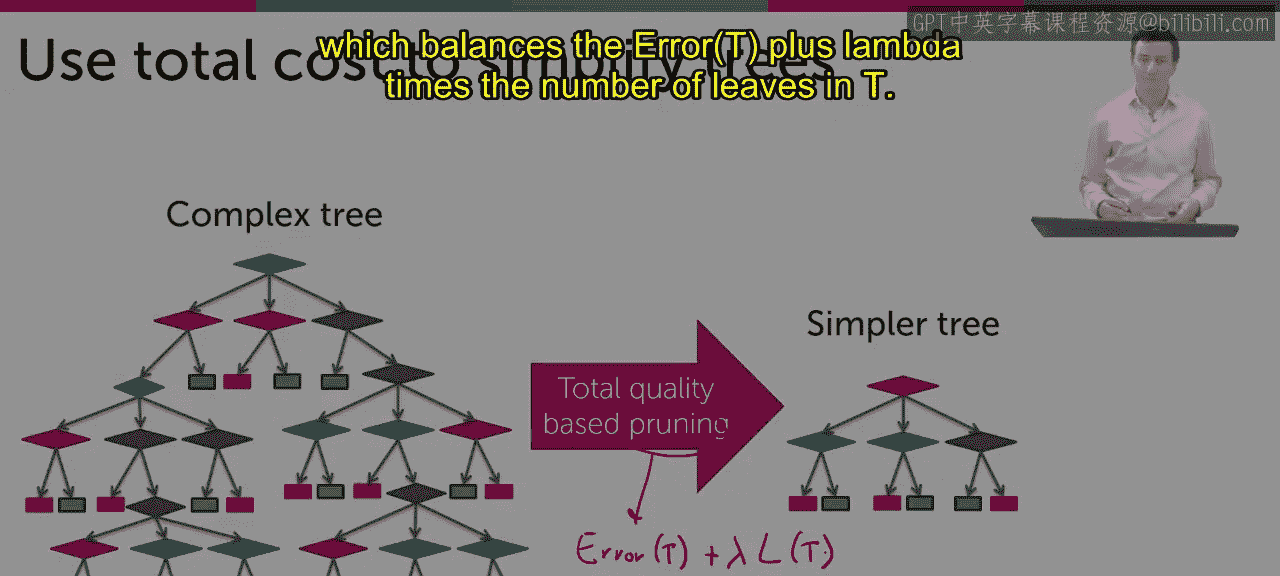 GPT中英字幕课程资源@bilibili.com
Use total cost to simplify trees
which balances the Error(T) plus lambda
times the number of leaves in T.
Complex tree
Simpler tree
Total quality
based pruning
Error(T) + λ L(T)